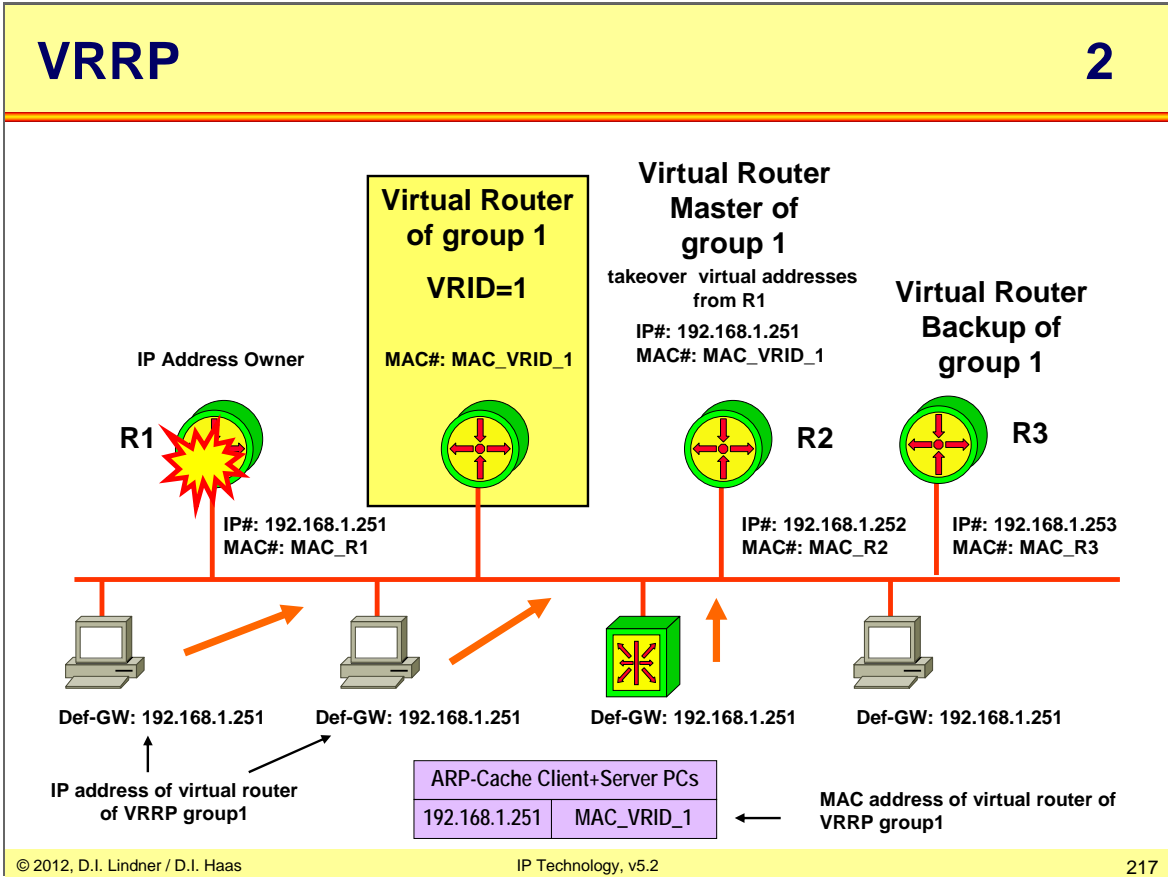 VRRP 2
Virtual Router
of group 1
VRID=1
MAC#: MAC_VRID_1
Virtual Router
Master of
group 1
takeover virtual addresses
from R1
IP#: 192.168.1.251
MAC#: MAC_VRID_1
Virtual Router
Backup of
group 1
IP Address Owner
R1
R2
R3
IP#: 192.168.1.251
MAC#: MAC_R1
IP#: 192.168.1.252
MAC#: MAC_R2
IP#: 192.168.1.253
MAC#: MAC_R3
Def-GW: 192.168.1.251
Def-GW: 192.168.1.251
Def-GW: 192.168.1.251
Def-GW: 192.168.1.251
IP address of virtual router
of VRRP group1
ARP-Cache Client+Server PCs
192.168.1.251 MAC_VRID_1
MAC address of virtual router of
VRRP group1
© 2012, D.I. Lindner / D.I. Haas IP Technology, v5.2 217